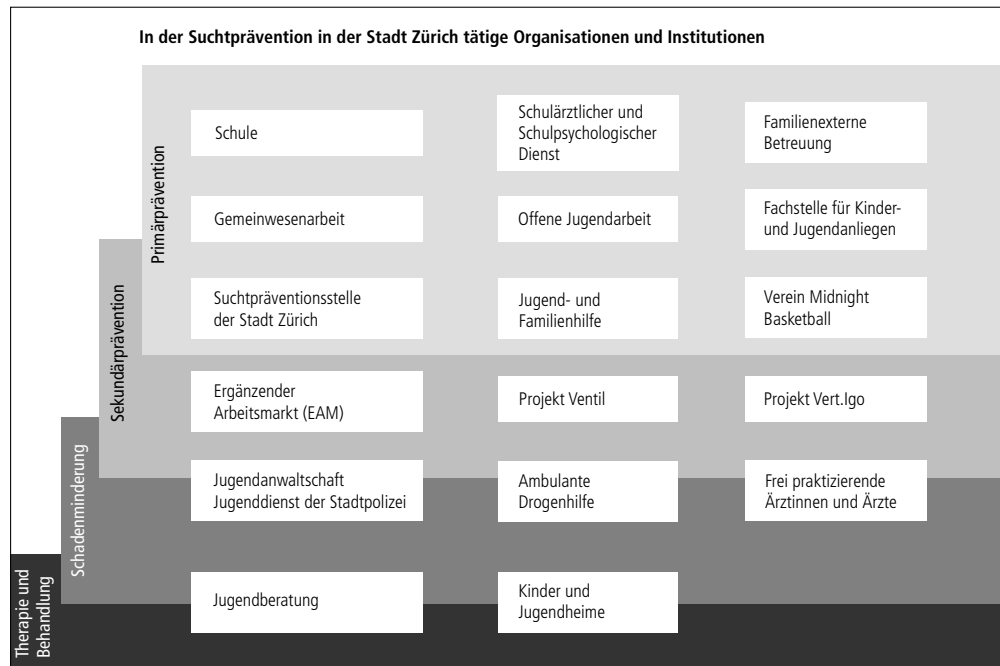 In der Suchtprävention in der Stadt Zürich tätige Organisationen und Institutionen
Primärprävention
Schule
Schulärztlicher und
Schulpsychologischer
Dienst
Familienexterne
Betreuung
Gemeinwesenarbeit
Offene Jugendarbeit
Fachstelle für Kinder-
und Jugendanliegen
Sekundärprävention
Suchtpräventionsstelle
der Stadt Zürich
Jugend- und
Familienhilfe
Verein Midnight
Basketball
Ergänzender
Arbeitsmarkt (EAM)
Projekt Ventil
Projekt Vert.Igo
Schadenminderung
Jugendanwaltschaft
Jugenddienst der Stadtpolizei
Ambulante
Drogenhilfe
Frei praktizierende
Ärztinnen und Ärzte
Therapie und
Behandlung
Jugendberatung
Kinder und
Jugendheime